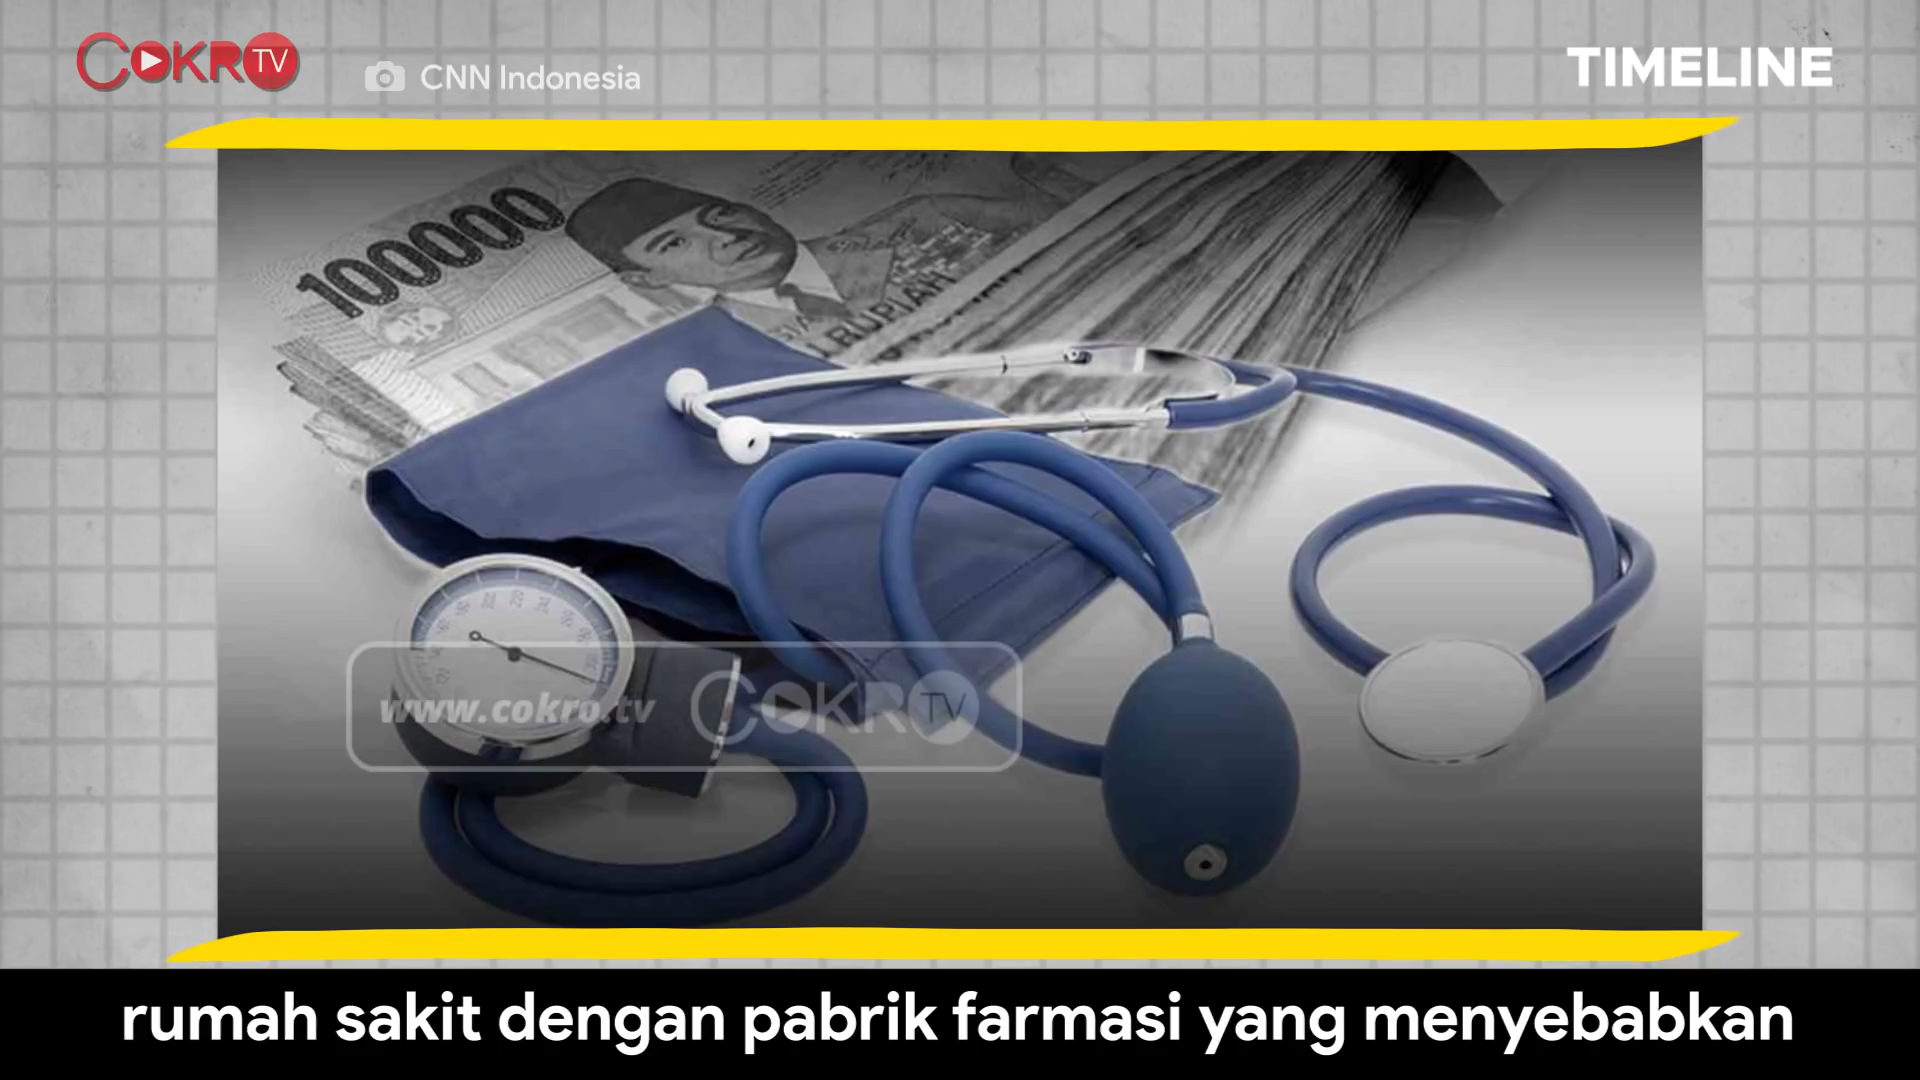 COKRO TV
CNN Indonesia
TIMELINE
100000
RUPIAH
www.cokro.tv COKRO TV
rumah sakit dengan pabrik farmasi yang menyebabkan